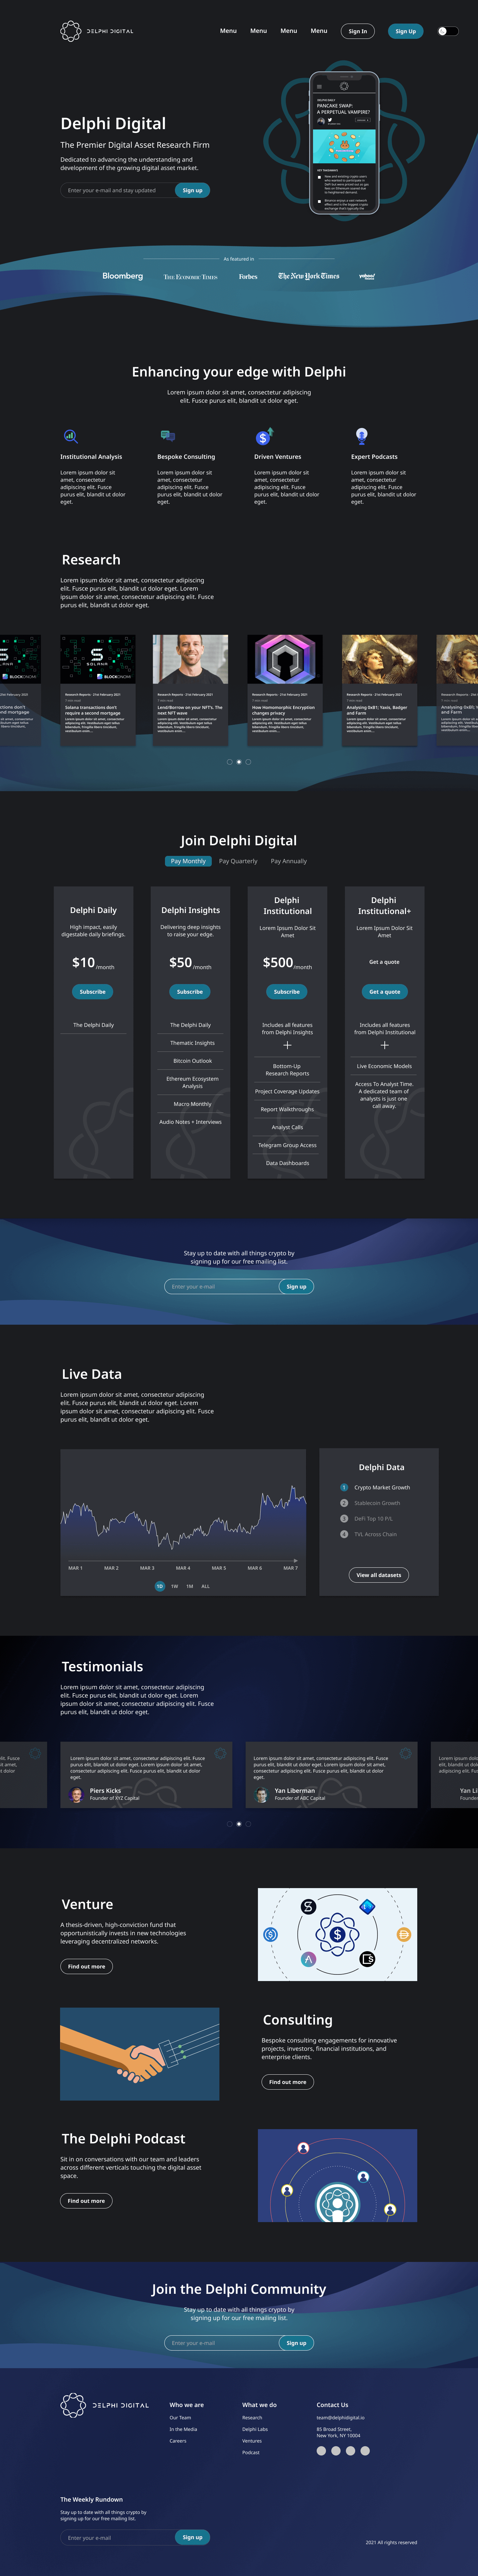 DELPHI DIGITAL
Menu Menu Menu Menu Sign In Sign Up
Delphi Digital
The Premier Digital Asset Research Firm
Dedicated to advancing the understanding and
development of the growing digital asset market.
Enter your e-mail and stay updated Sign up
PANCAKE SWAP:
A PERFECTUAL VAMPIRE?
KEY TAKEAWAYS
As featured in
Bloomberg The Economic Times Forbes The New York Times yahoo!
Enhancing your edge with Delphi
Lorem ipsum dolor sit amet, consectetur adipiscing
elit. Fusce purus elit, blandit ut dolor eget.
Institutional Analysis
Lorem ipsum dolor sit
amet, consectetur
adipiscing elit. Fusce
purus elit, blandit ut dolor
eget.
Bespoke Consulting
Lorem ipsum dolor sit
amet, consectetur
adipiscing elit. Fusce
purus elit, blandit ut dolor
eget.
Driven Ventures
Lorem ipsum dolor sit
amet, consectetur
adipiscing elit. Fusce
purus elit, blandit ut dolor
eget.
Expert Podcasts
Lorem ipsum dolor sit
amet, consectetur
adipiscing elit. Fusce
purus elit, blandit ut dolor
eget.
Research
Lorem ipsum dolor sit amet, consectetur adipiscing
elit. Fusce purus elit, blandit ut dolor eget. Lorem
ipsum dolor sit amet, consectetur adipiscing elit. Fusce
purus elit, blandit ut dolor eget.
SOLANA
BLOCKDONOMI
Research Reports · 21st February 2021
Solana transactions don't
require a second mortgage
Research Reports · 21st February 2021
Lend/Borrow on your NFT's. The
next NFT wave
Research Reports · 21st February 2021
How Homomorphic Encryption
changes privacy
Research Reports · 21st February 2021
Analysing 0xB1; Yaxis, Badger
and Farm
Join Delphi Digital
Pay Monthly Pay Quarterly Pay Annually
Delphi Daily
High impact, easily
digestable daily briefings.
$10 /month
Subscribe
The Delphi Daily
Delphi Insights
Delivering deep insights
to raise your edge.
$50 /month
Subscribe
The Delphi Daily
Thematic Insights
Bitcoin Outlook
Ethereum Ecosystem
Analysis
Macro Monthly
Audio Notes + Interviews
Delphi
Institutional
Lorem Ipsum Dolor Sit
Amet
$500 /month
Subscribe
Includes all features
from Delphi Insights
Bottom-Up
Research Reports
Project Coverage Updates
Report Walkthroughs
Analyst Calls
Telegram Group Access
Data Dashboards
Delphi
Institutional+
Lorem Ipsum Dolor Sit
Amet
Get a quote
Get a quote
Includes all features
from Delphi Institutional
Live Economic Models
Access To Analyst Time.
A dedicated team of
analysts is just one
call away.
Stay up to date with all things crypto by
signing up for our free mailing list.
Enter your e-mail Sign up
Live Data
Lorem ipsum dolor sit amet, consectetur adipiscing
elit. Fusce purus elit, blandit ut dolor eget. Lorem
ipsum dolor sit amet, consectetur adipiscing elit. Fusce
purus elit, blandit ut dolor eget.
MAR 1 MAR 2 MAR 3 MAR 4 MAR 5 MAR 6 MAR 7
1D 1W 1M ALL
Delphi Data
1 Crypto Market Growth
2 Stablecoin Growth
3 DeFi Top 10 P/L
4 TVL Across Chain
View all datasets
Testimonials
Lorem ipsum dolor sit amet, consectetur adipiscing
elit. Fusce purus elit, blandit ut dolor eget. Lorem
ipsum dolor sit amet, consectetur adipiscing elit. Fusce
purus elit, blandit ut dolor eget.
Lorem ipsum dolor sit amet, consectetur adipiscing elit. Fusce
purus elit, blandit ut dolor eget. Lorem ipsum dolor sit amet,
consectetur adipiscing elit. Fusce purus elit, blandit ut dolor
eget.
Piers Kicks
Founder of XYZ Capital
Lorem ipsum dolor sit amet, consectetur adipiscing elit. Fusce
purus elit, blandit ut dolor eget. Lorem ipsum dolor sit amet,
consectetur adipiscing elit. Fusce purus elit, blandit ut dolor
eget.
Yan Liberman
Founder of ABC Capital
Venture
A thesis-driven, high-conviction fund that
opportunistically invests in new technologies
leveraging decentralized networks.
Find out more
Consulting
Bespoke consulting engagements for innovative
projects, investors, financial institutions, and
enterprise clients.
Find out more
The Delphi Podcast
Sit in on conversations with our team and leaders
across different verticals touching the digital asset
space.
Find out more
Join the Delphi Community
Stay up to date with all things crypto by
signing up for our free mailing list.
Enter your e-mail Sign up
DELPHI DIGITAL
Who we are
Our Team
In the Media
Careers
What we do
Research
Delphi Labs
Ventures
Podcast
Contact Us
team@delphidigital.io
85 Broad Street,
New York, NY 10004
The Weekly Rundown
Stay up to date with all things crypto by
signing up for our free mailing list.
Enter your e-mail Sign up
2021 All rights reserved